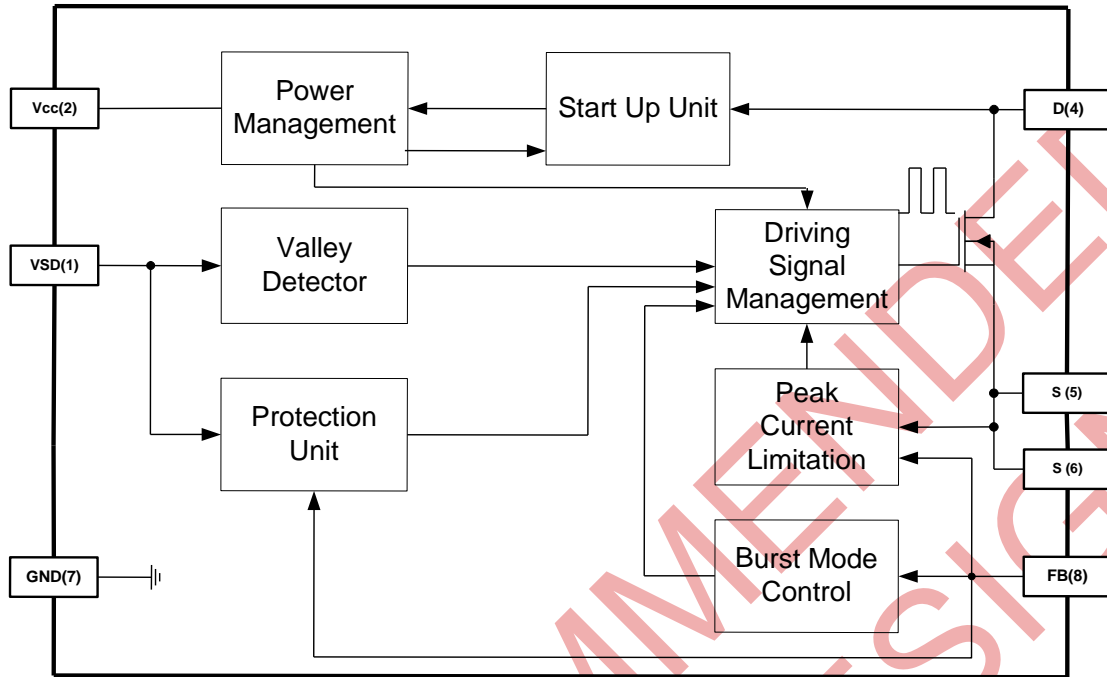 Power
Management
Start Up Unit
Vcc(2)
D(4)
VSD(1)
Valley
Detector
Driving
Signal
Management
Protection
Unit
Peak
Current
Limitation
S (5)
S (6)
GND(7)
Burst Mode
Control
FB(8)